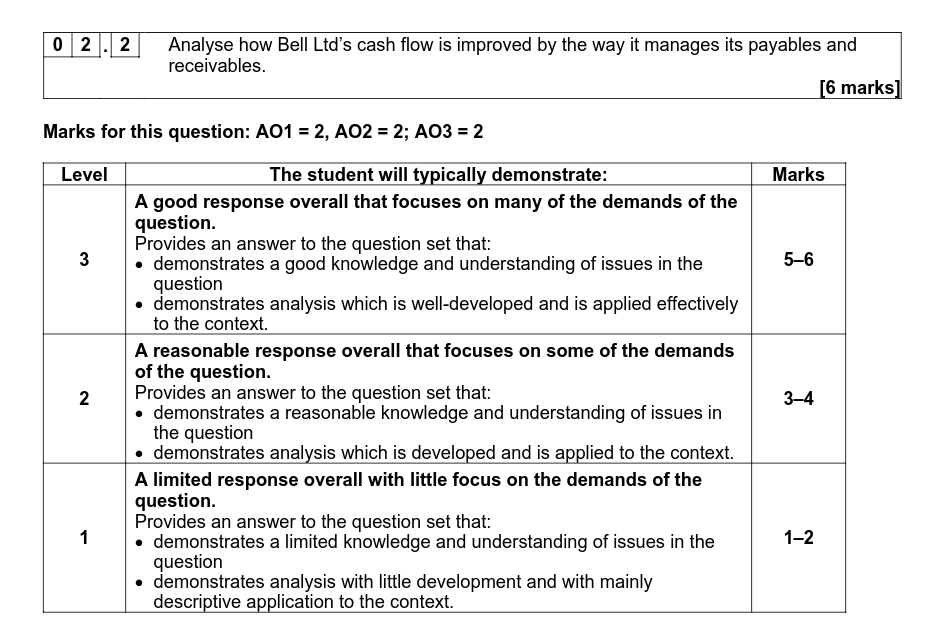 0 2 . 2 Analyse how Bell Ltd’s cash flow is improved by the way it manages its payables and
receivables.
[6 marks]
Marks for this question: AO1 = 2, AO2 = 2; AO3 = 2
Level The student will typically demonstrate: Marks
A good response overall that focuses on many of the demands of the
question.
Provides an answer to the question set that:
• demonstrates a good knowledge and understanding of issues in the
question
• demonstrates analysis which is well-developed and is applied effectively
to the context.
3
5–6
A reasonable response overall that focuses on some of the demands
of the question.
Provides an answer to the question set that:
• demonstrates a reasonable knowledge and understanding of issues in
the question
• demonstrates analysis which is developed and is applied to the context.
2
3–4
A limited response overall with little focus on the demands of the
question.
Provides an answer to the question set that:
• demonstrates a limited knowledge and understanding of issues in the
question
• demonstrates analysis with little development and with mainly
descriptive application to the context.
1
1–2